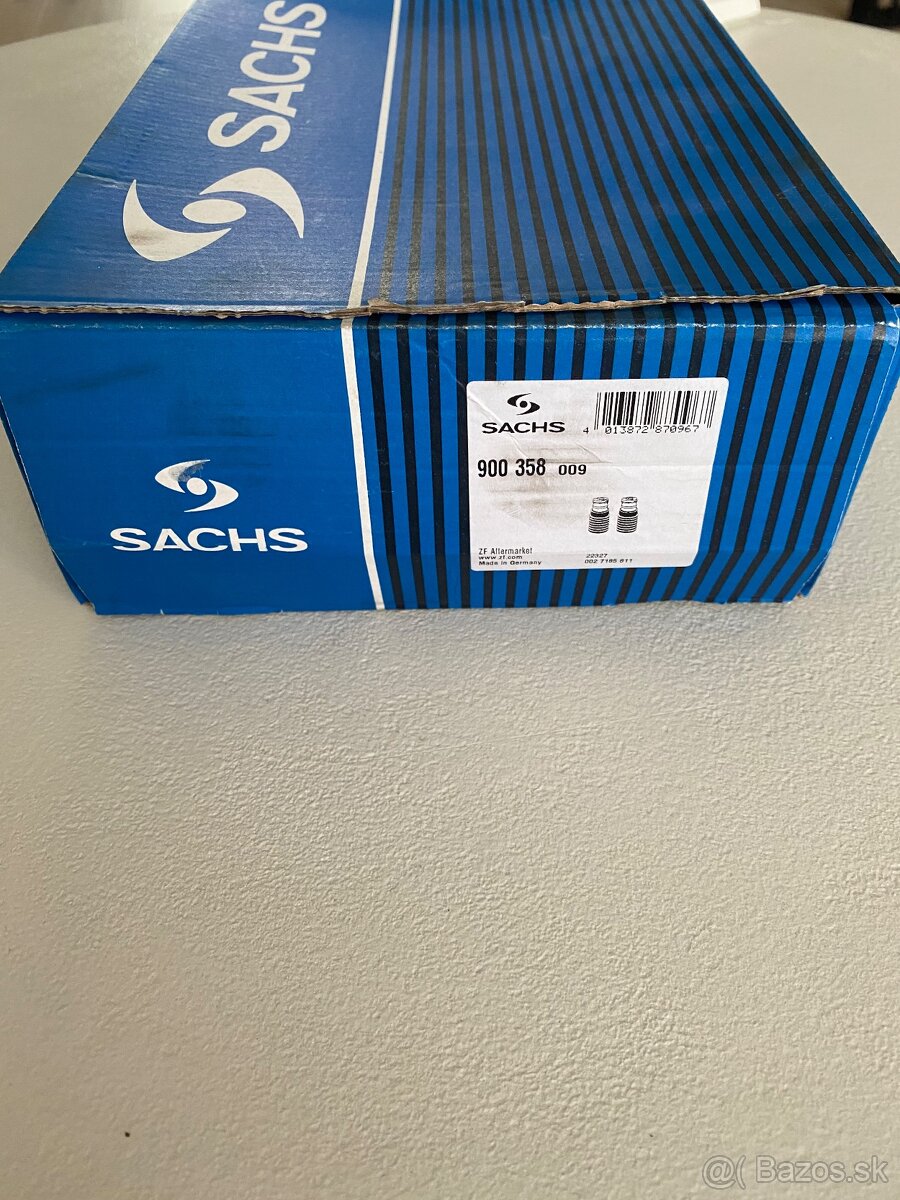 SACHS
SACHS
SACHS
4 013872 870967
900 358 009
ZF Aftermarket
www.zf.com
Made in Germany
22327
002 7185 811
@( Bazos.sk